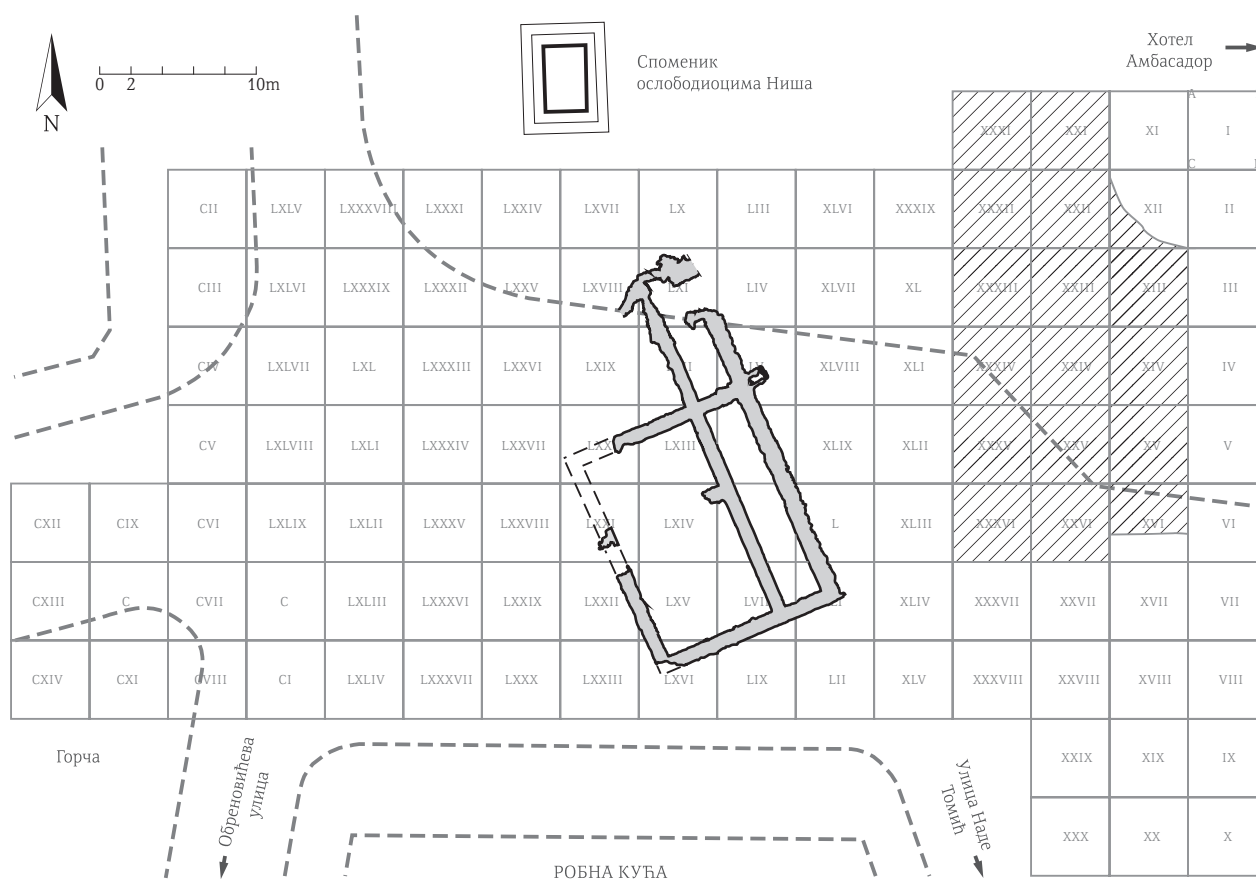 Хотел
Амбасадор
Споменик
ослободиоцима Ниша
0 2 10m
N
A
XXXI XXI XI I
C
CII LXLV LXXXVIII LXXXI LXXIV LXVII LX LIII XLVI XXXIX XXXII XXII XII II
CIII LXLVI LXXXIX LXXXII LXXV LXVIII LXI LIV XLVII XL XXXIII XXIII XIII III
CIV LXLVII LXL LXXXIII LXXVI LXIX XLVIII XLI XXXIV XXIV XIV IV
CV LXLVIII LXLI LXXXIV LXXVII LXX LXIII XLIX XLII XXXV XXV XV V
CXII CIX CVI LXLIX LXLII LXXXV LXXVIII LXXI LXIV L XLIII XXXVI XXVI XVI VI
CXIII C CVII C LXLIII LXXXVI LXXIX LXXII LXV LVIII LI XLIV XXXVII XXVII XVII VII
CXIV CXI CVIII CI LXLIV LXXXVII LXXX LXXIII LXVI LIX LII XLV XXXVIII XXVIII XVIII VIII
Горча
XXIX XIX IX
Обреновићева
улица
Улица Наде
Томић
XXX XX X
РОБНА КУЋА